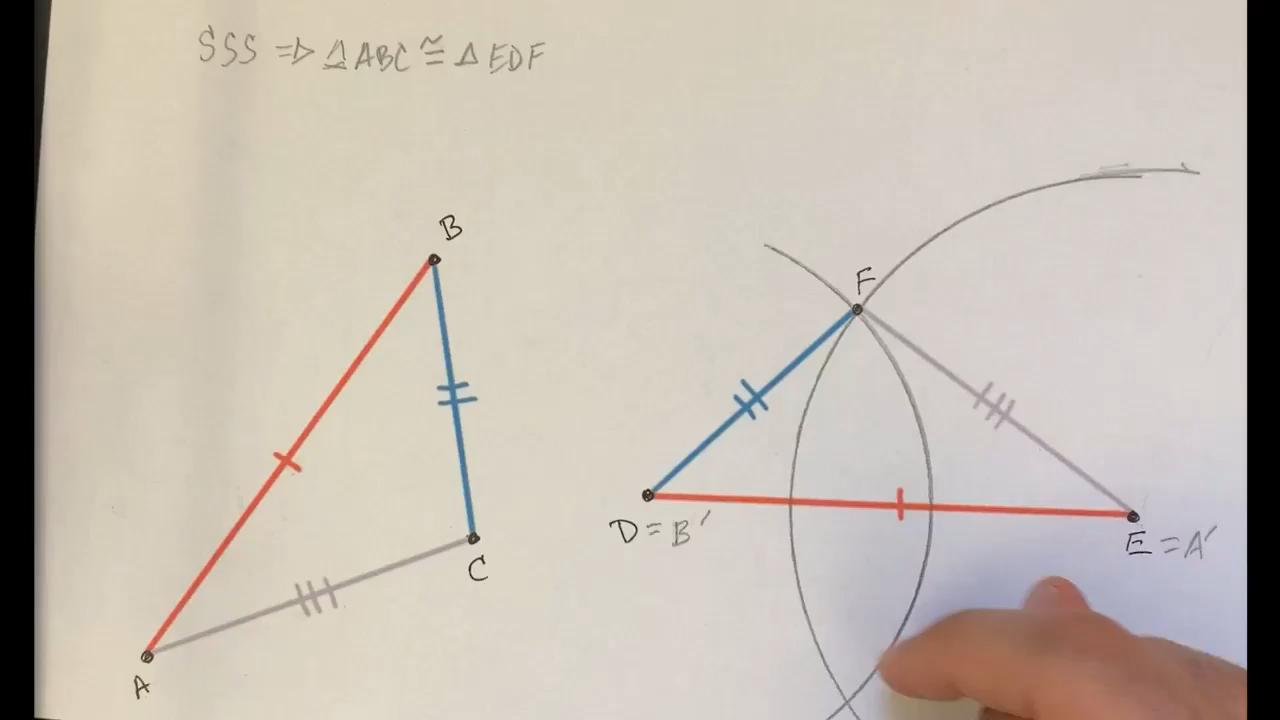 SSS => △ABC ≅ △EDF
B
F
D = B'
E = A'
C
A